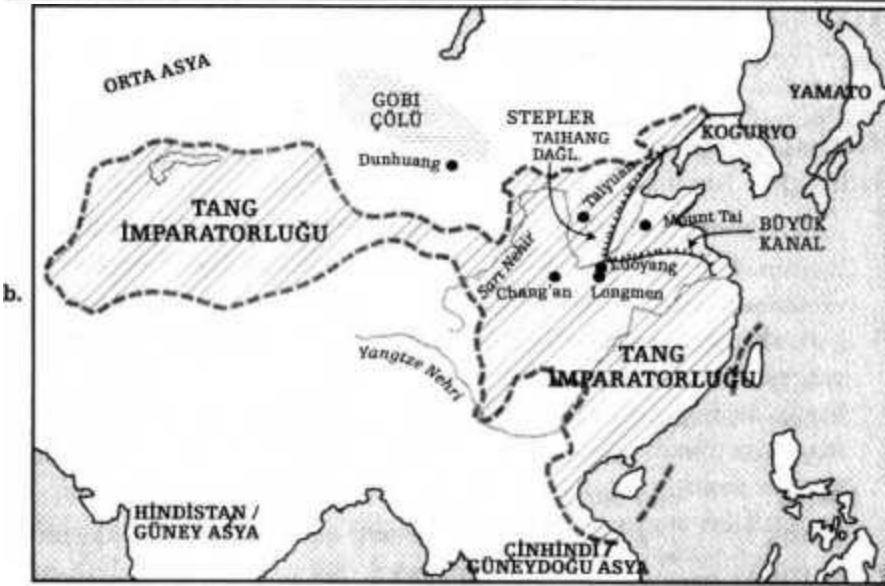 ORTA ASYA
GOBI
ÇÖLÜ
STEPLER
TAIHANG
DAĞL.
YAMATO
KOGURYO
Dunhuang
Taiyuan
Mount Tai
TANG
İMPARATORLUĞU
BÜYÜK
KANAL
Sarı Nehir
Luoyang
Chang'an
Longmen
b.
Yangtze Nehri
TANG
İMPARATORLUĞU
HİNDİSTAN /
GÜNEY ASYA
ÇİNHİNDİ /
GÜNEYDOĞU ASYA